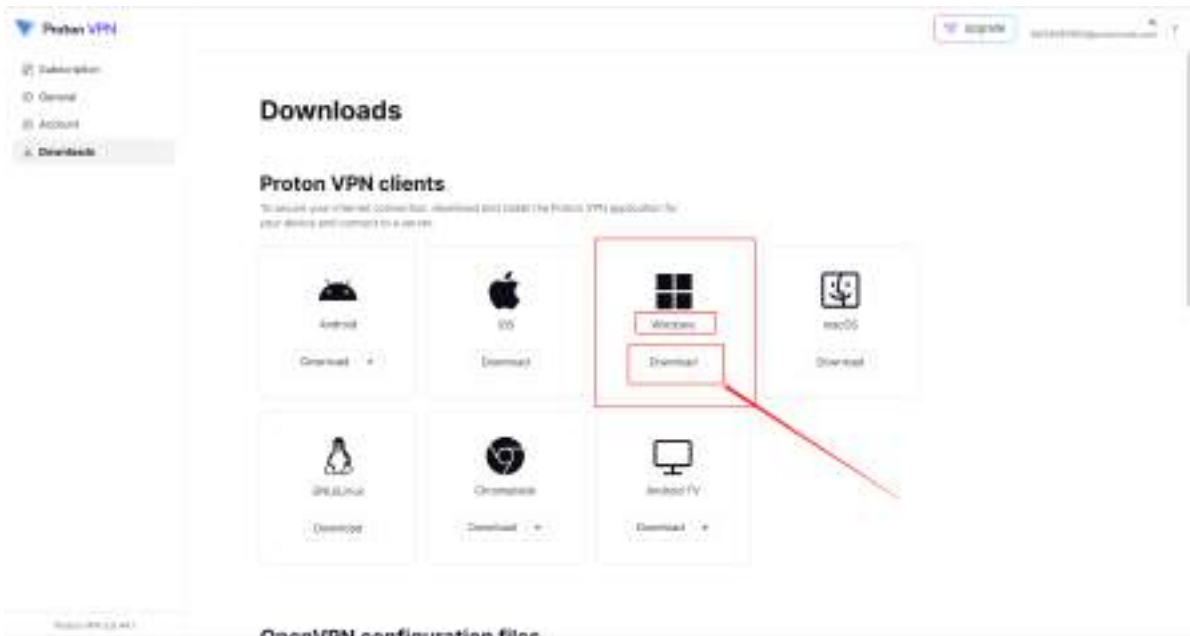 Proton VPN
Upgrade
Subscription
General
Account
Downloads
Downloads
Proton VPN clients
To secure your internet connection, download and install the Proton VPN application for
your device and connect to a server.
Android
Download
iOS
Download
Windows
Download
macOS
Download
GNU/Linux
Download
Chromebook
Download
Android TV
Download
OpenVPN configuration files
Proton VPN